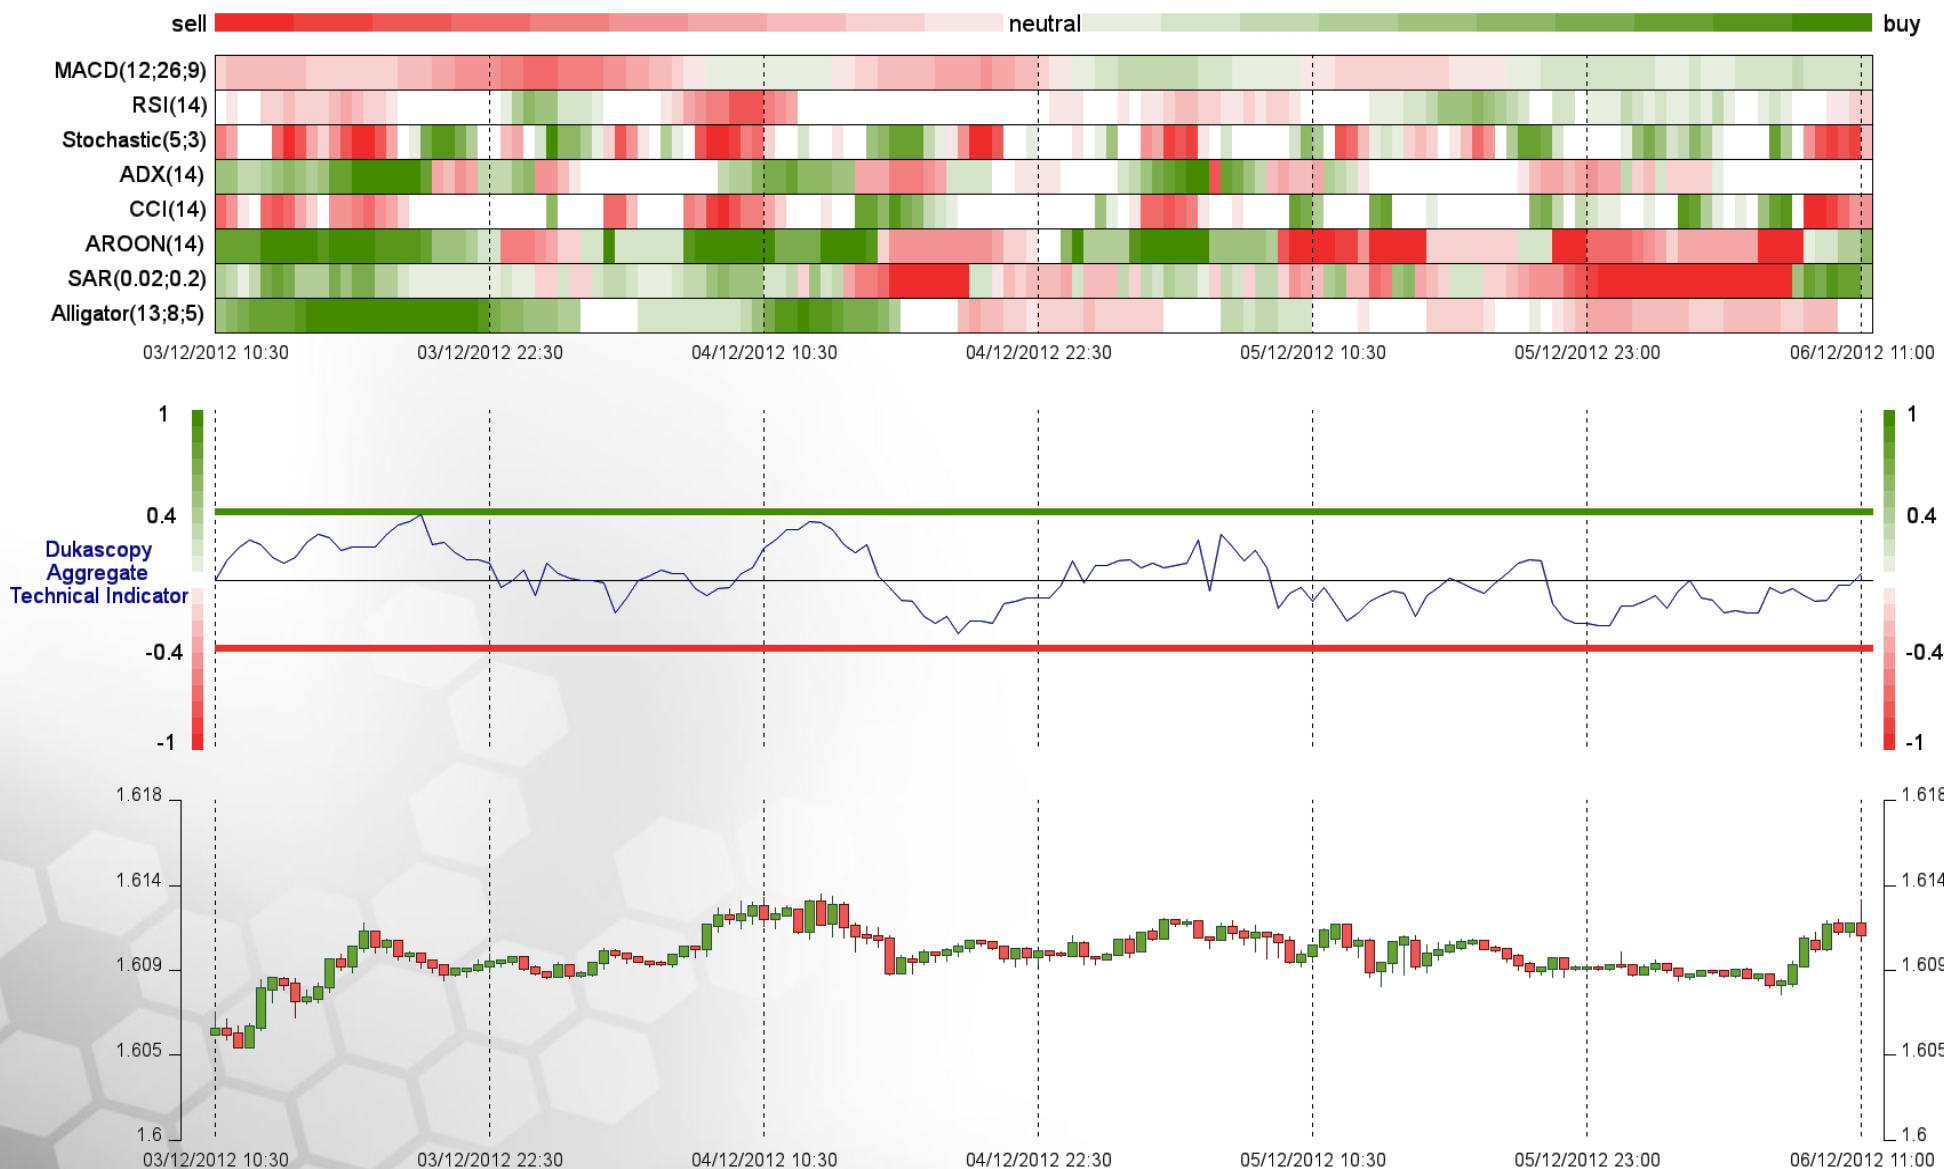 sell neutral buy
MACD(12;26;9)
RSI(14)
Stochastic(5;3)
ADX(14)
CCI(14)
AROON(14)
SAR(0.02;0.2)
Alligator(13;8;5)
03/12/2012 10:30 03/12/2012 22:30 04/12/2012 10:30 04/12/2012 22:30 05/12/2012 10:30 05/12/2012 23:00 06/12/2012 11:00
1 1
0.4 0.4
Dukascopy
Aggregate
Technical Indicator
-0.4 -0.4
-1 -1
1.618 1.618
1.614 1.614
1.609 1.609
1.605 1.605
1.6 1.6
03/12/2012 10:30 03/12/2012 22:30 04/12/2012 10:30 04/12/2012 22:30 05/12/2012 10:30 05/12/2012 23:00 06/12/2012 11:00